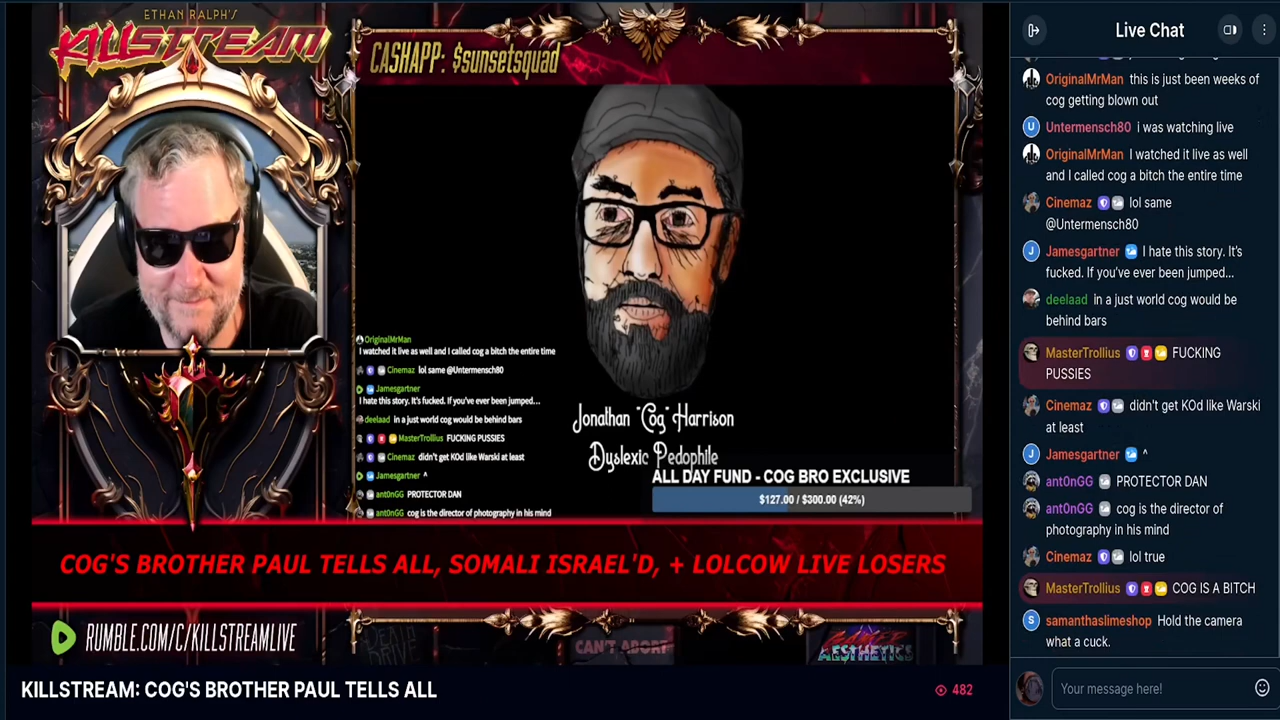 ETHAN RALPH'S
KILLSTREAM
CASHAPP: $sunsetsquad
OriginalMrMan
I watched it live as well and I called cog a bitch the entire time
Cinemaz lol same @Untermensch80
Jamesgartner
I hate this story. It's fucked. If you've ever been jumped...
deelaad in a just world cog would be behind bars
MasterTrollius FUCKING PUSSIES
Cinemaz didn't get KOd like Warski at least
Jamesgartner ^
ant0nGG PROTECTOR DAN
ant0nGG cog is the director of photography in his mind
Jonathan "Cog" Harrison
Dyslexic Pedophile
ALL DAY FUND - COG BRO EXCLUSIVE
$127.00 / $300.00 (42%)
COG'S BROTHER PAUL TELLS ALL, SOMALI ISRAEL'D, + LOLCOW LIVE LOSERS
RUMBLE.COM/C/KILLSTREAMLIVE
CAN'T ABORT
AESTHETICS
KILLSTREAM: COG'S BROTHER PAUL TELLS ALL
482
Live Chat
OriginalMrMan this is just been weeks of
cog getting blown out
U Untermensch80 i was watching live
OriginalMrMan I watched it live as well
and I called cog a bitch the entire time
Cinemaz lol same
@Untermensch80
J Jamesgartner I hate this story. It's
fucked. If you've ever been jumped...
deelaad in a just world cog would be
behind bars
MasterTrollius FUCKING
PUSSIES
Cinemaz didn't get KOd like Warski
at least
J Jamesgartner ^
ant0nGG PROTECTOR DAN
ant0nGG cog is the director of
photography in his mind
Cinemaz lol true
MasterTrollius COG IS A BITCH
S samanthaslimeshop Hold the camera
what a cuck.
Your message here!